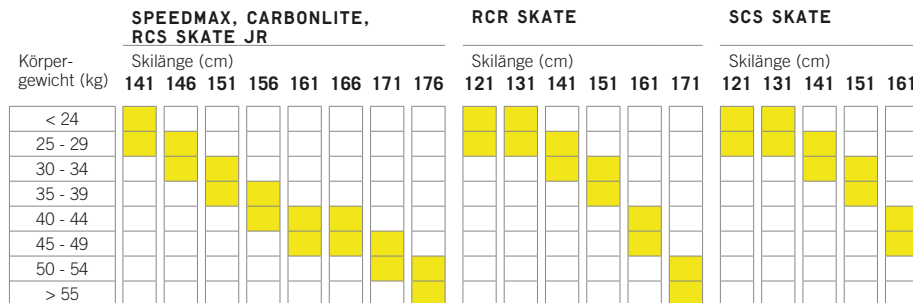 SPEEDMAX, CARBONLITE,
RCS SKATE JR
RCR SKATE
SCS SKATE
Körper-
gewicht (kg)
Skilänge (cm)
Skilänge (cm)
Skilänge (cm)
141 146 151 156 161 166 171 176
121 131 141 151 161 171
121 131 141 151 161
< 24
25 - 29
30 - 34
35 - 39
40 - 44
45 - 49
50 - 54
> 55